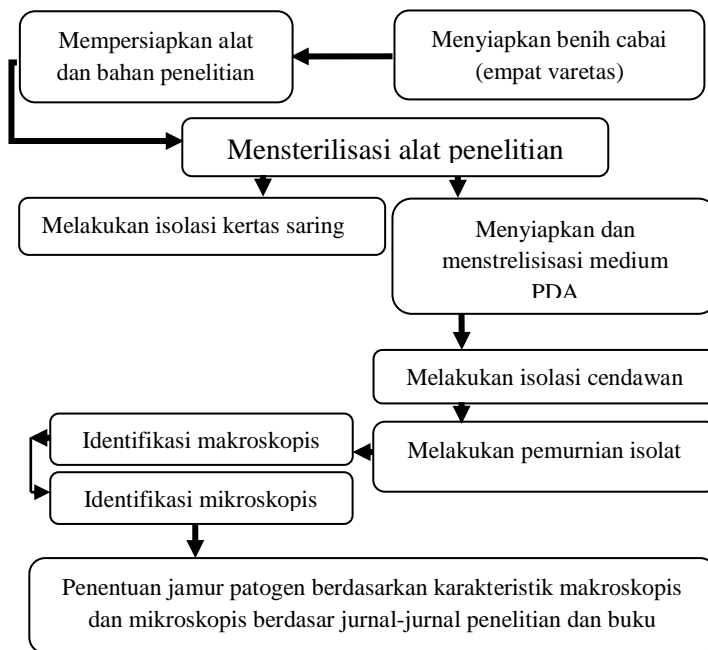 Mempersiapkan alat
dan bahan penelitian
Menyiapkan benih cabai
(empat varetas)
Mensterilisasi alat penelitian
Melakukan isolasi kertas saring
Menyiapkan dan
menstrelisisasi medium
PDA
Melakukan isolasi cendawan
Melakukan pemurnian isolat
Identifikasi makroskopis
Identifikasi mikroskopis
Penentuan jamur patogen berdasarkan karakteristik makroskopis
dan mikroskopis berdasar jurnal-jurnal penelitian dan buku